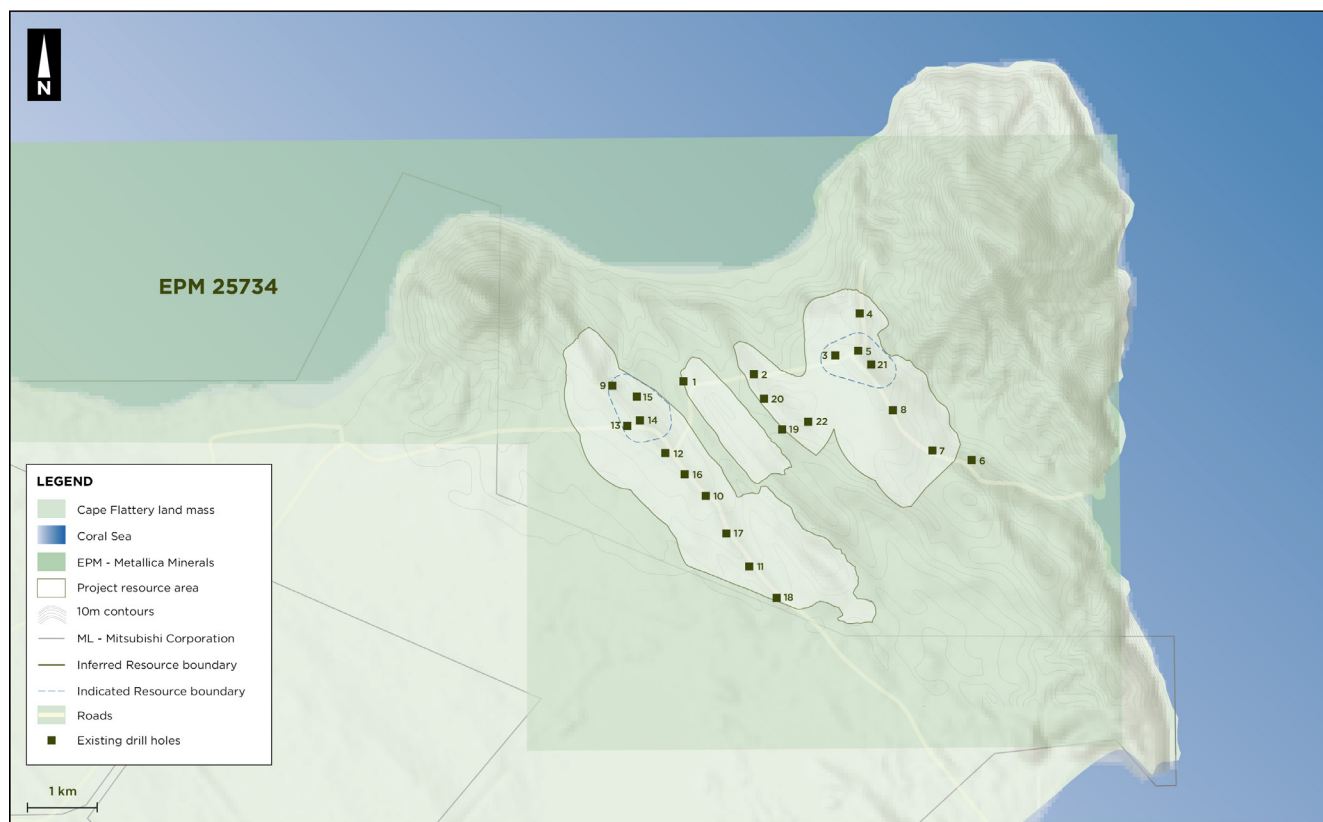 N
EPM 25734
4
3
5
21
2
1
9
15
20
8
14
13
22
19
12
7
6
16
10
17
11
18
LEGEND
Cape Flattery land mass
Coral Sea
EPM - Metallica Minerals
Project resource area
10m contours
ML - Mitsubishi Corporation
Inferred Resource boundary
Indicated Resource boundary
Roads
Existing drill holes
1 km